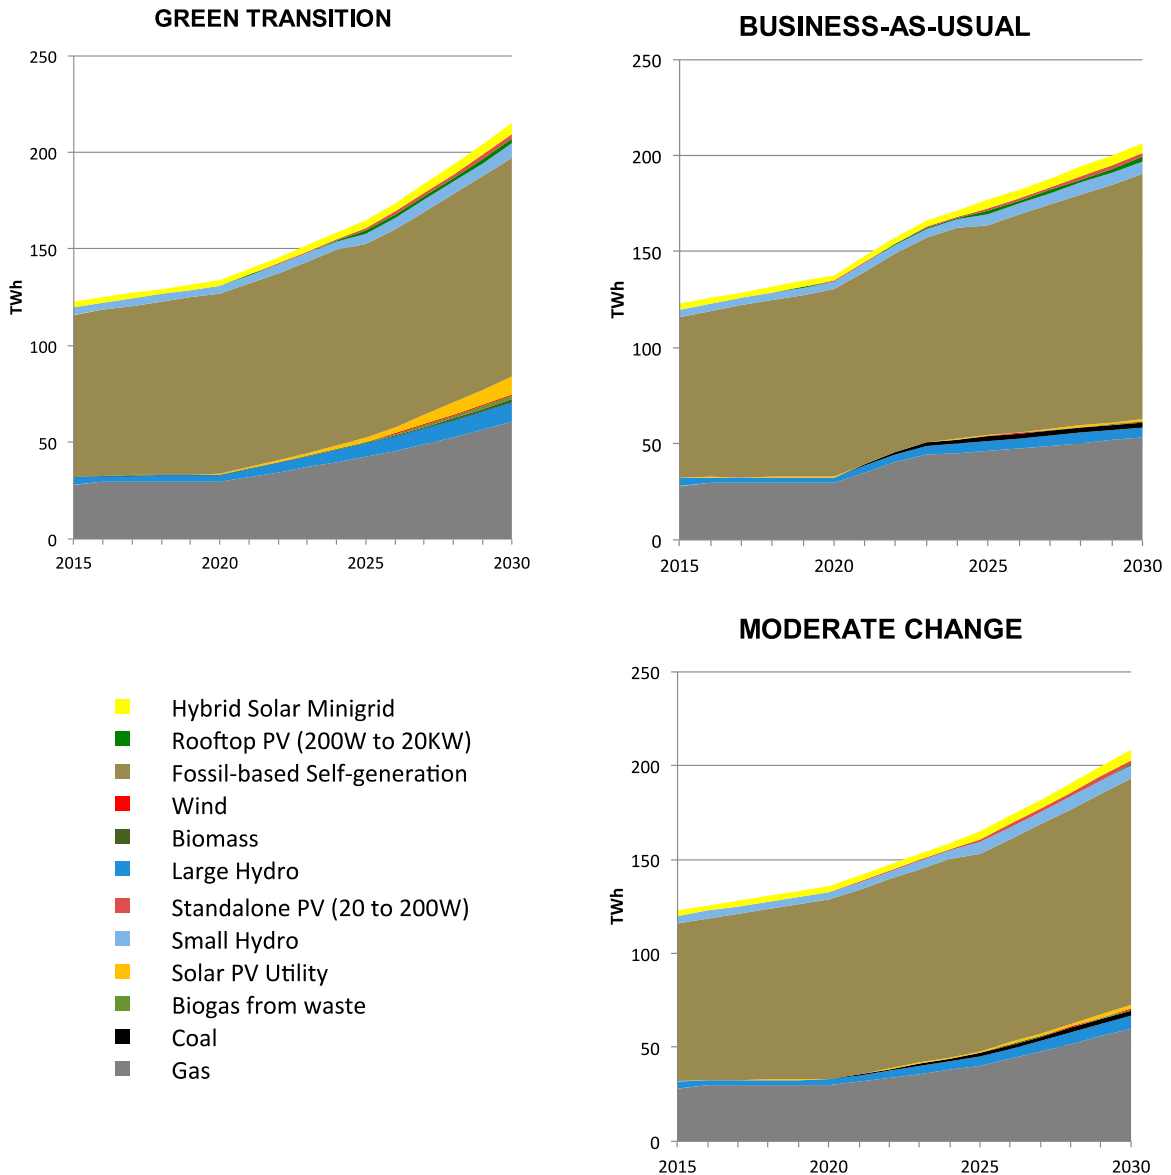 GREEN TRANSITION
250
200
150
100
50
0
TWh
2015
2020
2025
2030
BUSINESS-AS-USUAL
250
200
150
100
50
0
TWh
2015
2020
2025
2030
Hybrid Solar Minigrid
Rooftop PV (200W to 20KW)
Fossil-based Self-generation
Wind
Biomass
Large Hydro
Standalone PV (20 to 200W)
Small Hydro
Solar PV Utility
Biogas from waste
Coal
Gas
MODERATE CHANGE
250
200
150
100
50
0
TWh
2015
2020
2025
2030